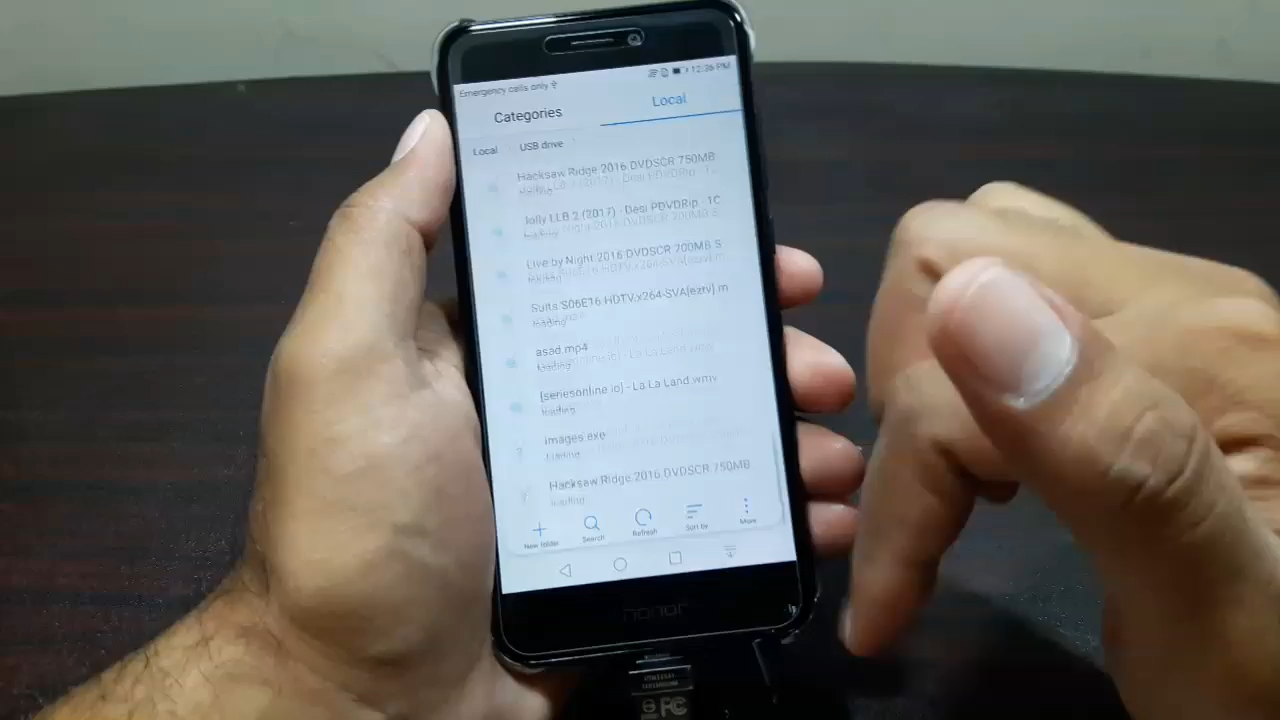 Emergency calls only
12:26 PM
Categories
Local
Local
USB drive
Hacksaw Ridge 2016 DVDSCR 750MB
loading
Jolly LLB 2 (2017) - Desi PDVDRip - 1C
loading
Live by Night 2016 DVDSCR 700MB S
loading
Suits S06E16 HDTV.x264-SVA[eztv] m
loading
asad.mp4
loading
[seriesonline io] - La La Land wmv
loading
images.exe
loading
Hacksaw Ridge 2016 DVDSCR 750MB
loading
New folder
Search
Refresh
Sort by
More
honor
FC